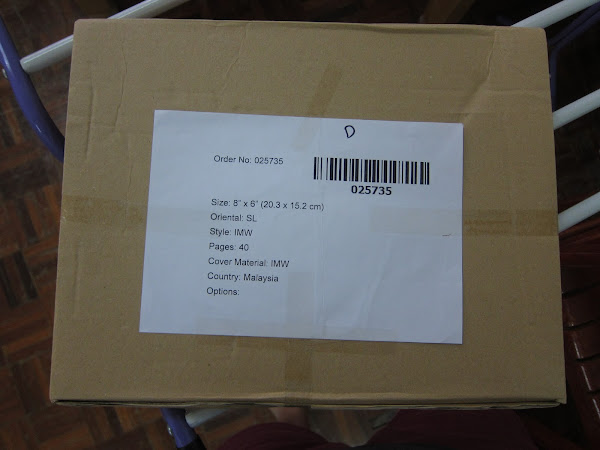 D
Order No: 025735
025735
Size: 8" x 6" (20.3 x 15.2 cm)
Oriental: SL
Style: IMW
Pages: 40
Cover Material: IMW
Country: Malaysia
Options: